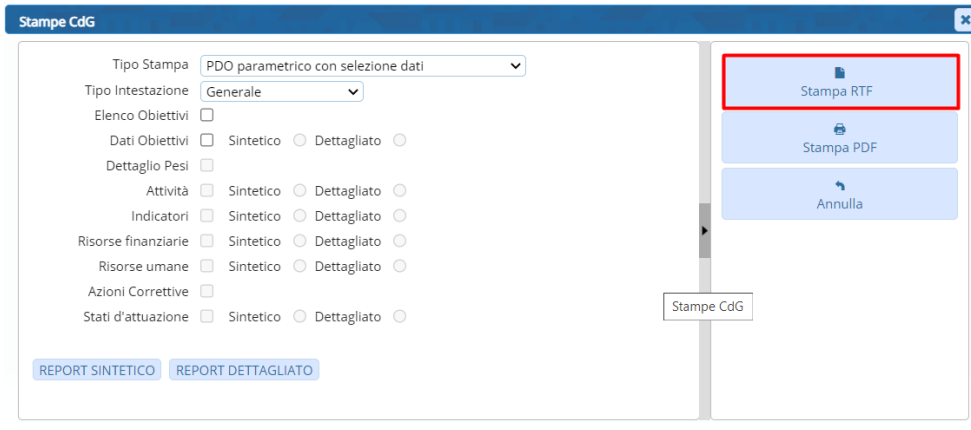 Stampe CdG
Tipo Stampa PDO parametrico con selezione dati
Tipo Intestazione Generale
Elenco Obiettivi
Dati Obiettivi Sintetico Dettagliato
Dettaglio Pesi
Attività Sintetico Dettagliato
Indicatori Sintetico Dettagliato
Risorse finanziarie Sintetico Dettagliato
Risorse umane Sintetico Dettagliato
Azioni Correttive
Stati d'attuazione Sintetico Dettagliato
REPORT SINTETICO REPORT DETTAGLIATO
Stampa RTF
Stampa PDF
Annulla
Stampe CdG